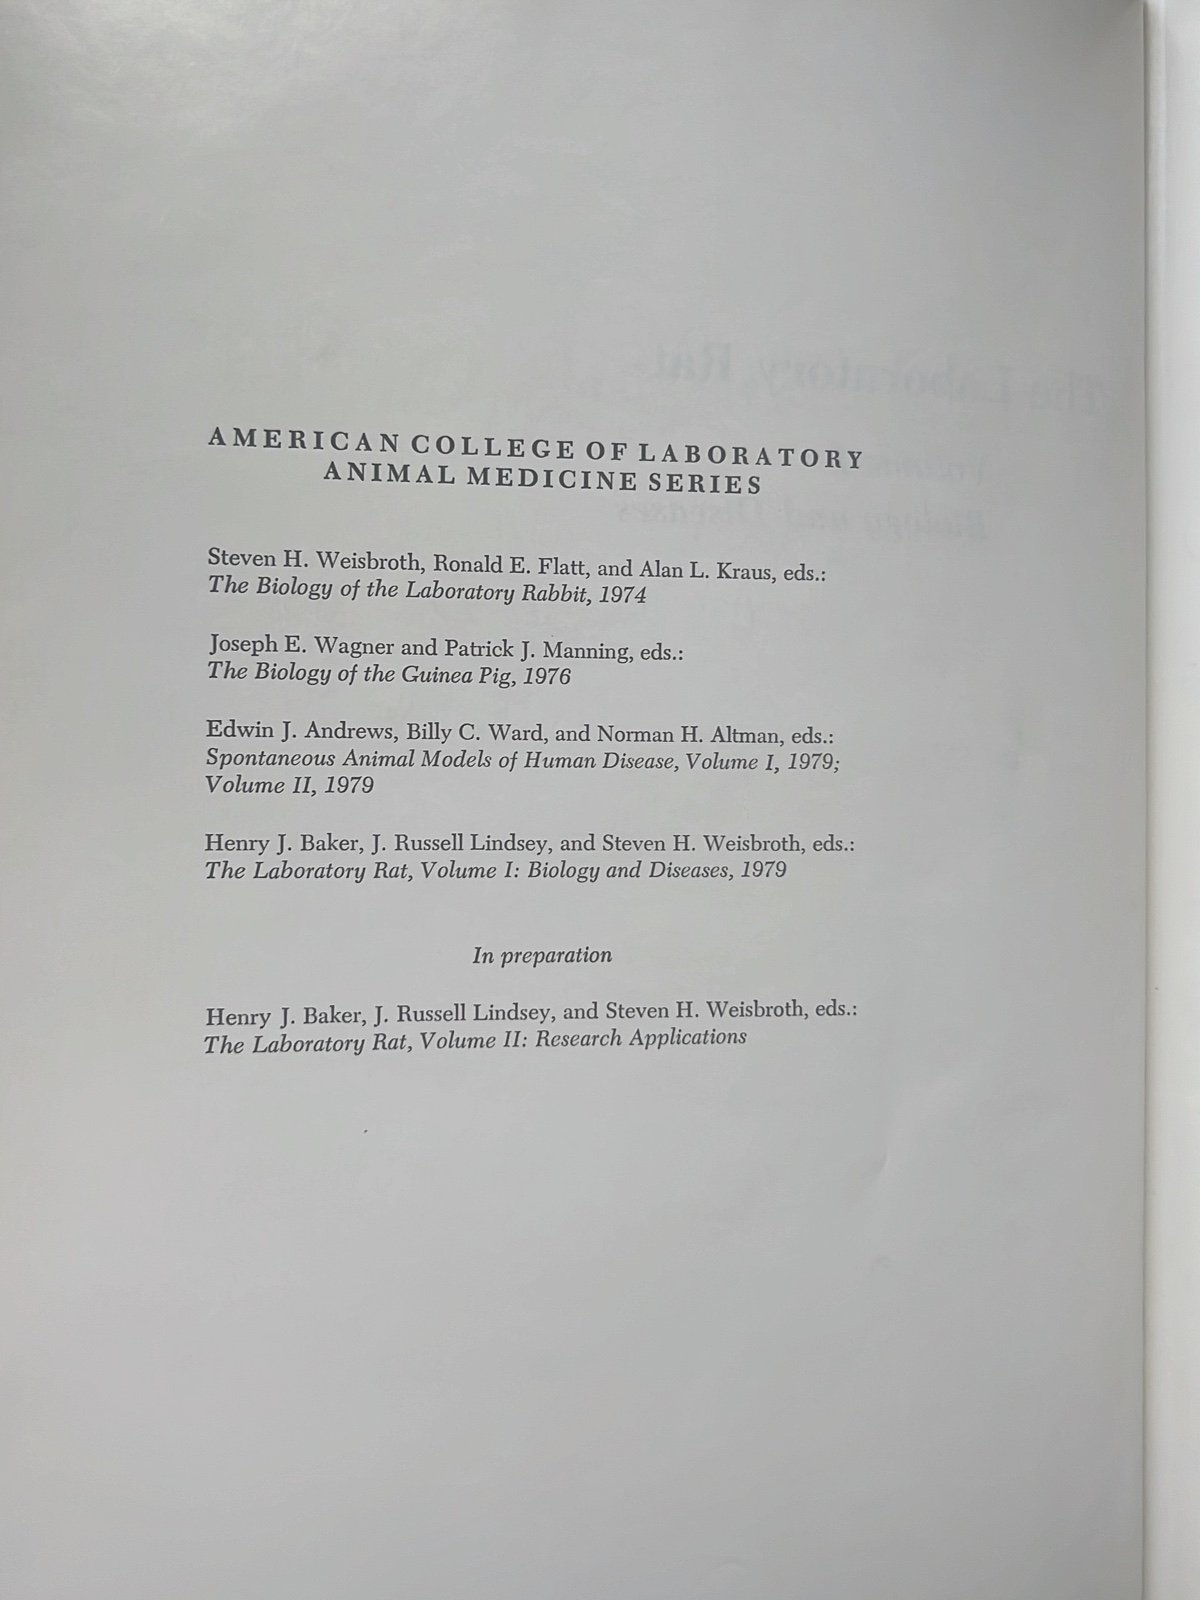 AMERICAN COLLEGE OF LABORATORY
ANIMAL MEDICINE SERIES
Steven H. Weisbroth, Ronald E. Flatt, and Alan L. Kraus, eds.:
The Biology of the Laboratory Rabbit, 1974
Joseph E. Wagner and Patrick J. Manning, eds.:
The Biology of the Guinea Pig, 1976
Edwin J. Andrews, Billy C. Ward, and Norman H. Altman, eds.:
Spontaneous Animal Models of Human Disease, Volume I, 1979;
Volume II, 1979
Henry J. Baker, J. Russell Lindsey, and Steven H. Weisbroth, eds.:
The Laboratory Rat, Volume I: Biology and Diseases, 1979
In preparation
Henry J. Baker, J. Russell Lindsey, and Steven H. Weisbroth, eds.:
The Laboratory Rat, Volume II: Research Applications